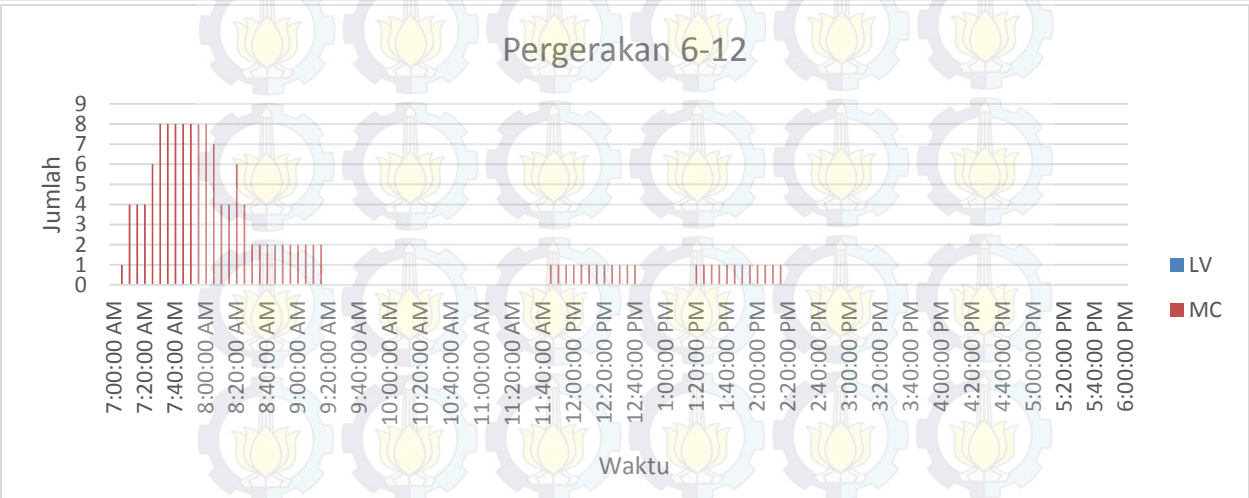 Pergerakan 6-12
Jumlah
9
8
7
6
5
4
3
2
1
0
7:00:00 AM
7:20:00 AM
7:40:00 AM
8:00:00 AM
8:20:00 AM
8:40:00 AM
9:00:00 AM
9:20:00 AM
9:40:00 AM
10:00:00 AM
10:20:00 AM
10:40:00 AM
11:00:00 AM
11:20:00 AM
11:40:00 AM
12:00:00 PM
12:20:00 PM
12:40:00 PM
1:00:00 PM
1:20:00 PM
1:40:00 PM
2:00:00 PM
2:20:00 PM
2:40:00 PM
3:00:00 PM
3:20:00 PM
3:40:00 PM
4:00:00 PM
4:20:00 PM
4:40:00 PM
5:00:00 PM
5:20:00 PM
5:40:00 PM
6:00:00 PM
Waktu
LV
MC